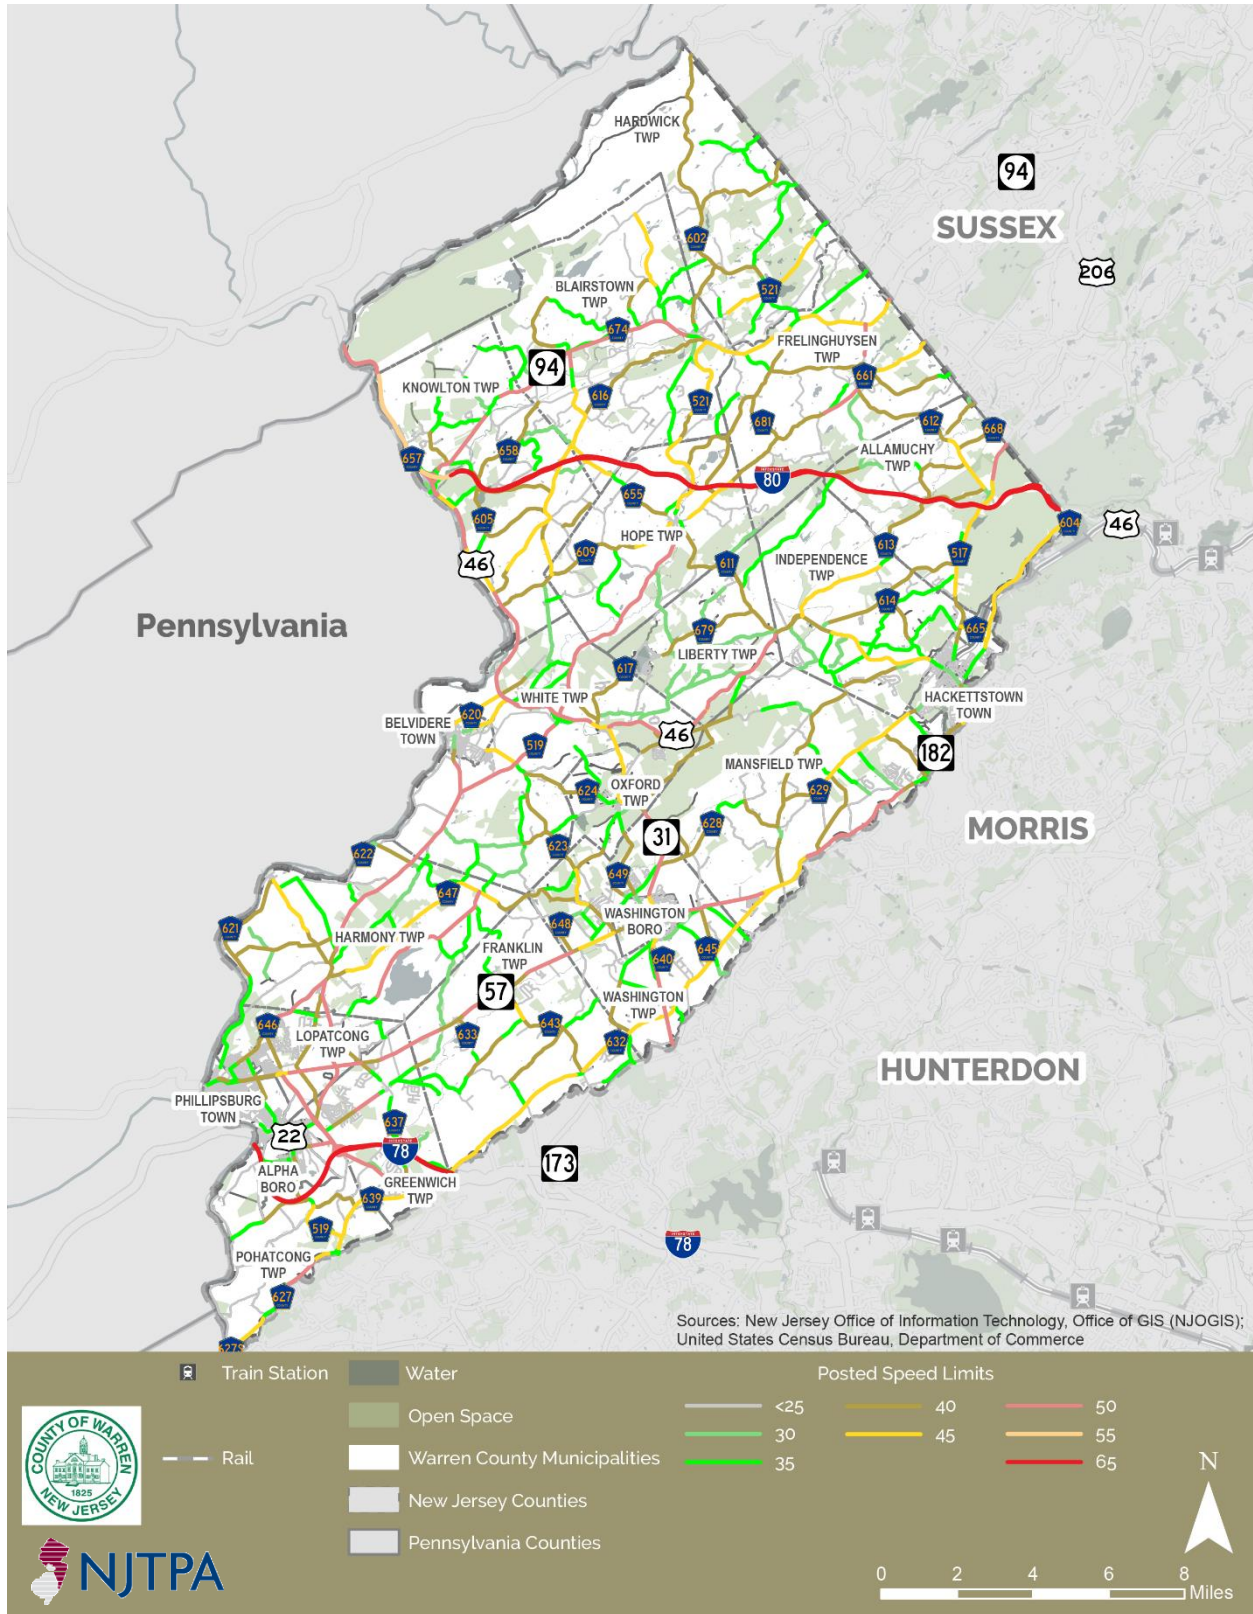 HARDWICK
TWP
94
SUSSEX
206
602
BLAIRSTOWN
TWP
521
674
FRELINGHUYSEN
TWP
94
661
KNOWLTON TWP
616
521
681
612
668
658
ALLAMUCHY
TWP
657
80
655
605
604
46
HOPE TWP
613
517
609
46
611
INDEPENDENCE
TWP
614
Pennsylvania
679
665
LIBERTY TWP
617
WHITE TWP
HACKETTSTOWN
TOWN
620
BELVIDERE
TOWN
46
519
182
MANSFIELD TWP
OXFORD
TWP
624
629
628
MORRIS
31
623
622
649
647
WASHINGTON
BORO
621
648
HARMONY TWP
FRANKLIN
TWP
645
640
57
WASHINGTON
TWP
646
643
633
LOPATCONG
TWP
632
HUNTERDON
PHILLIPSBURG
TOWN
637
22
78
173
ALPHA
BORO
GREENWICH
TWP
639
519
78
POHATCONG
TWP
627
Sources: New Jersey Office of Information Technology, Office of GIS (NJOGIS);
United States Census Bureau, Department of Commerce
Train Station
Rail
Water
Open Space
Warren County Municipalities
New Jersey Counties
Pennsylvania Counties
Posted Speed Limits
<25
30
35
40
45
50
55
65
COUNTY OF WARREN
1825
NEW JERSEY
NJTPA
N
0 2 4 6 8
Miles